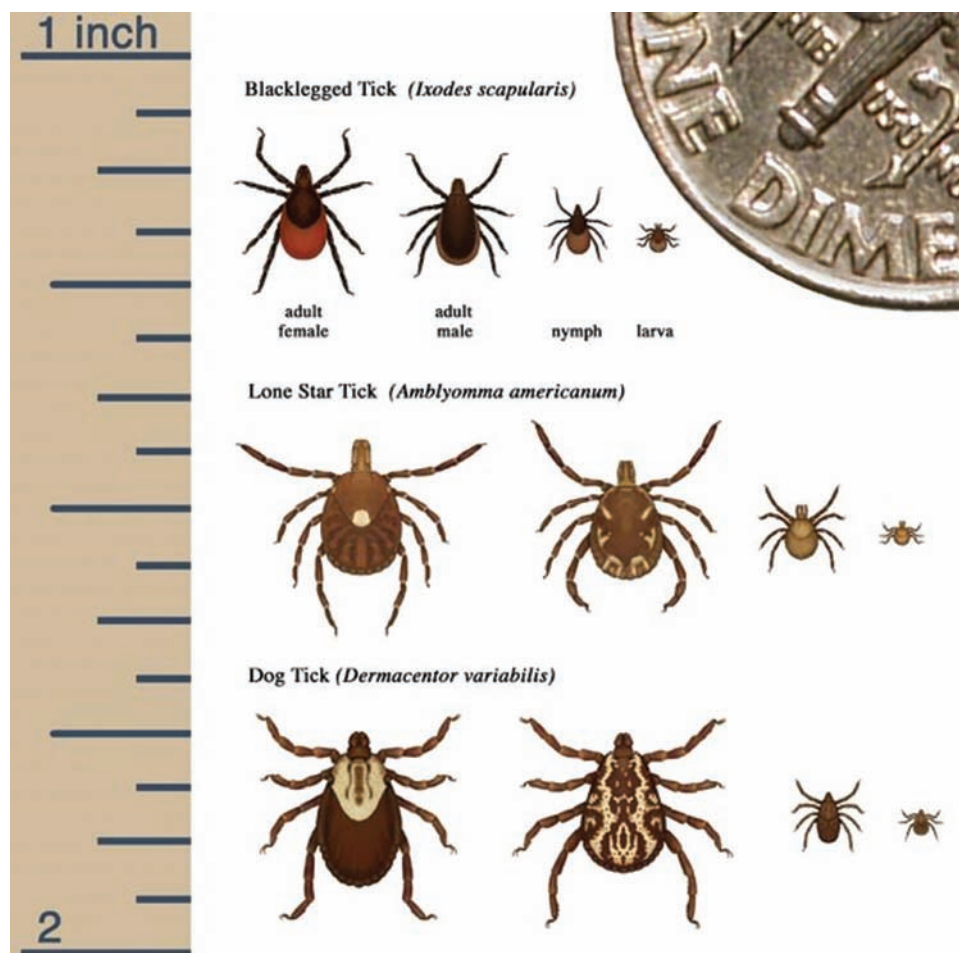 1 inch
ONE DIME
Blacklegged Tick (Ixodes scapularis)
adult
female
adult
male
nymph
larva
Lone Star Tick (Amblyomma americanum)
Dog Tick (Dermacentor variabilis)
2